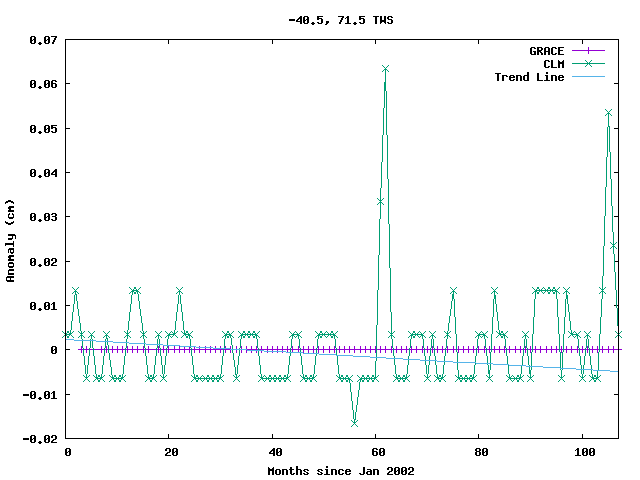 -40.5, 71.5 TWS
GRACE
CLM
Trend Line
0.07
0.06
0.05
0.04
0.03
0.02
0.01
0
-0.01
-0.02
Anomaly (cm)
0 20 40 60 80 100
Months since Jan 2002